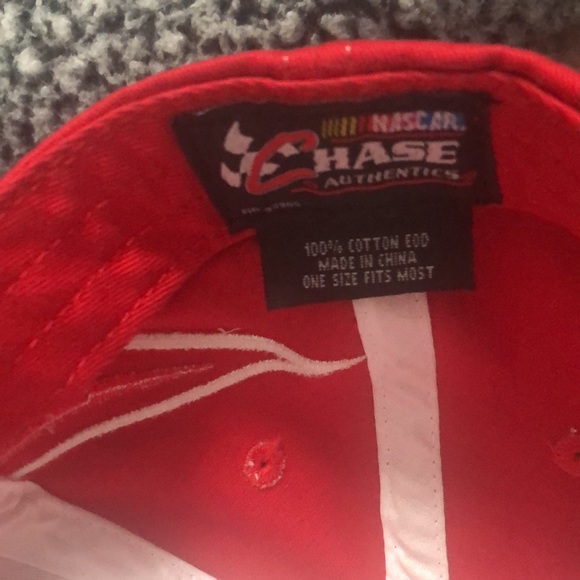 NASCAR
CHASE
AUTHENTICS
100% COTTON EOD
MADE IN CHINA
ONE SIZE FITS MOST